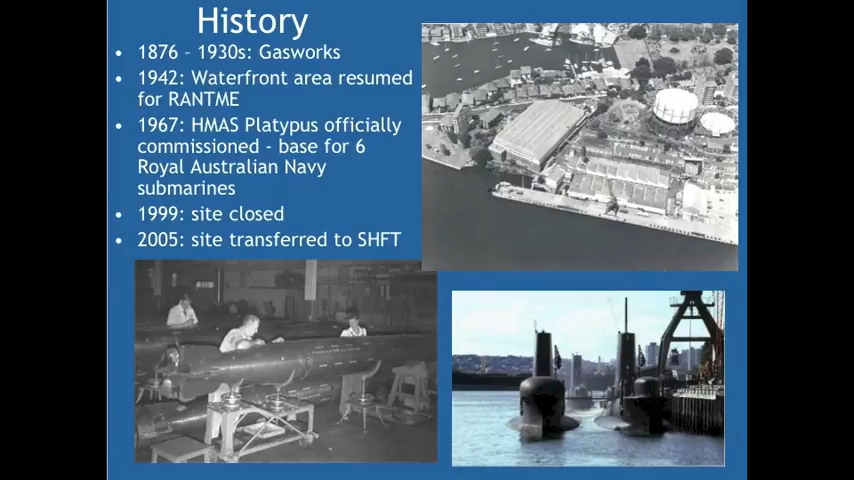 History
• 1876 – 1930s: Gasworks
• 1942: Waterfront area resumed
for RANTME
• 1967: HMAS Platypus officially
commissioned - base for 6
Royal Australian Navy
submarines
• 1999: site closed
• 2005: site transferred to SHFT